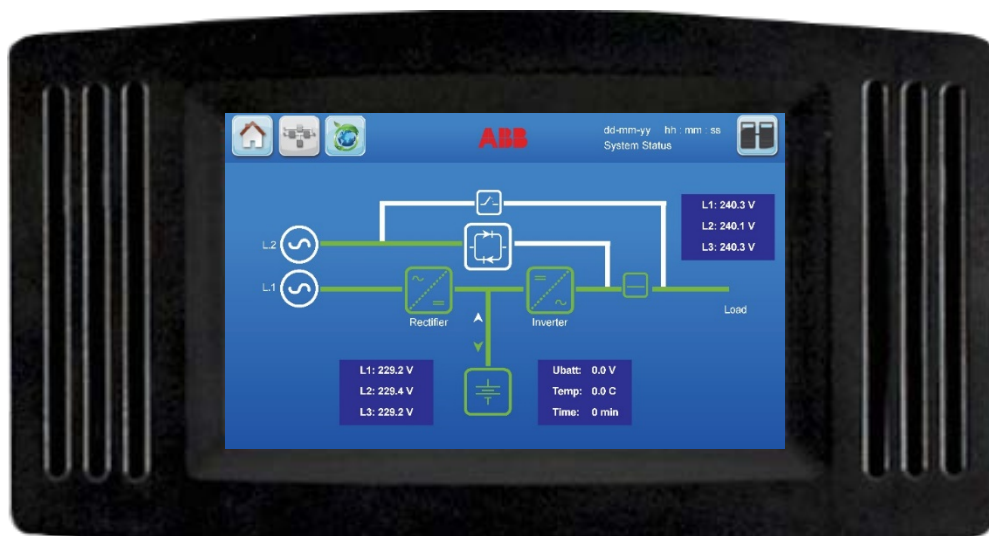 ABB
dd-mm-yy hh : mm : ss
System Status
L1: 240.3 V
L2: 240.1 V
L3: 240.3 V
L.2
L.1
Rectifier
Inverter
Load
L1: 229.2 V
L2: 229.4 V
L3: 229.2 V
Ubatt: 0.0 V
Temp: 0.0 C
Time: 0 min